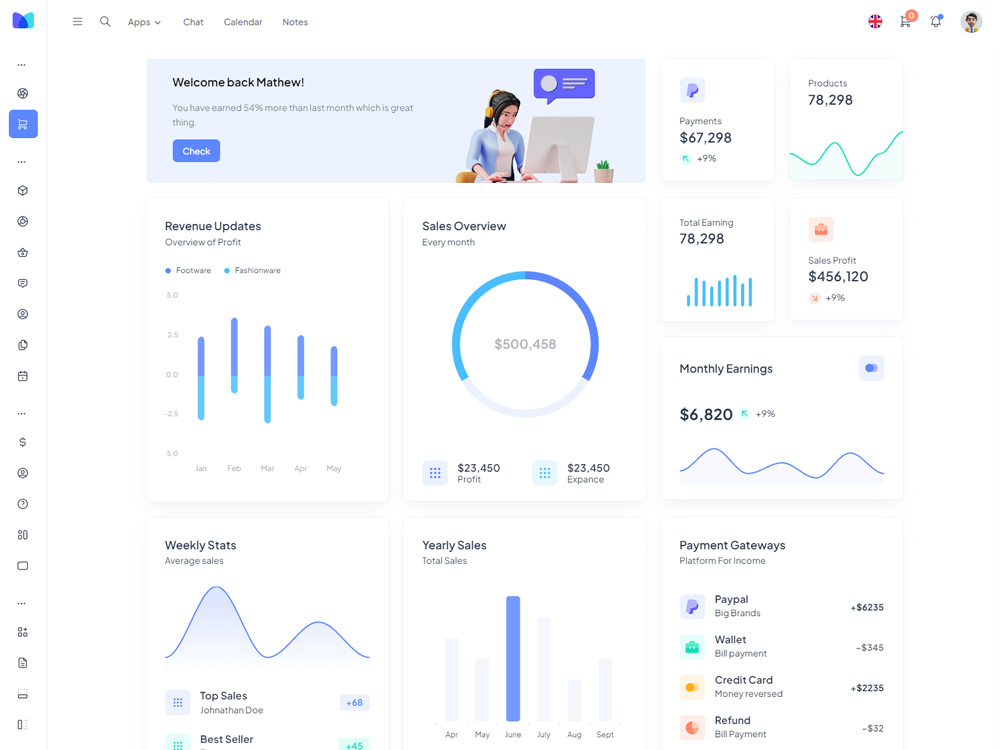 Apps
Chat
Calendar
Notes
0
Welcome back Mathew!
You have earned 54% more than last month which is great
thing.
Check
Payments
$67,298
+9%
Products
78,298
Revenue Updates
Overview of Profit
Footware
Fashionware
5.0
2.5
0.0
-2.5
-5.0
Jan
Feb
Mar
Apr
May
Sales Overview
Every month
$500,458
$23,450
Profit
$23,450
Expance
Total Earning
78,298
Sales Profit
$456,120
+9%
Monthly Earnings
$6,820
+9%
Weekly Stats
Average sales
Top Sales
Johnathan Doe
+68
Best Seller
+45
Yearly Sales
Total Sales
Apr
May
June
July
Aug
Sept
Payment Gateways
Platform For Income
Paypal
Big Brands
+$6235
Wallet
Bill payment
-$345
Credit Card
Money reversed
+$2235
Refund
Bill Payment
-$32